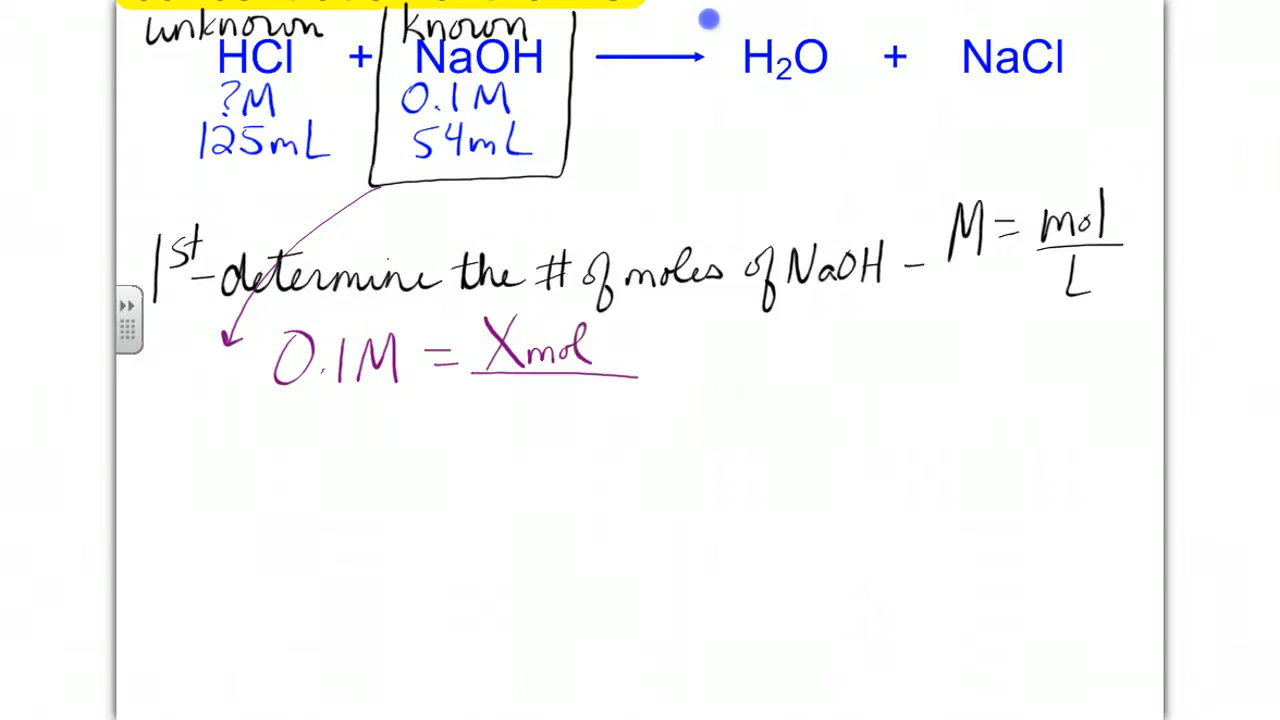 unknown known
HCl + NaOH → H₂O + NaCl
?M 0.1M
125mL 54mL
1st - determine the # of moles of NaOH - M = mol
L
0.1M = Xmol